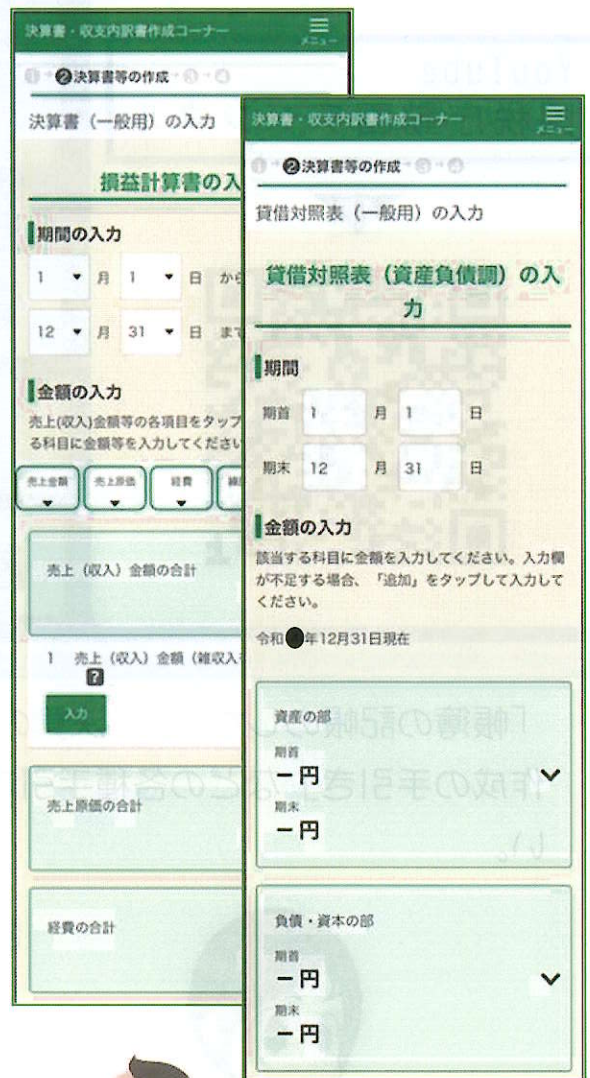 決算書・収支内訳書作成コーナー
メニュー
❶ ❷決算書等の作成 ❸ ❹
決算書（一般用）の入力
損益計算書の入
期間の入力
1 月 1 日 から
12 月 31 日 まで
金額の入力
売上(収入)金額等の各項目をタップ
る科目に金額等を入力してください
売上金額
売上原価
経費
売上（収入）金額の合計
1 売上（収入）金額（雑収入
?
入力
売上原価の合計
経費の合計
決算書・収支内訳書作成コーナー
メニュー
❶ ❷決算書等の作成 ❸ ❹
貸借対照表（一般用）の入力
貸借対照表（資産負債調）の入
力
期間
期首 1 月 1 日
期末 12 月 31 日
金額の入力
該当する科目に金額を入力してください。入力欄
が不足する場合、「追加」をタップして入力して
ください。
令和●年12月31日現在
資産の部
期首
ー円
期末
ー円
負債・資本の部
期首
ー円
期末
ー円